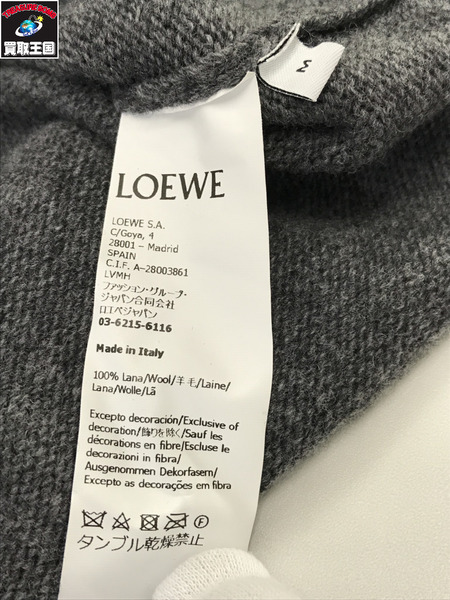 TREASURE FACTORY
買取王国
M
LOEWE
LOEWE S.A.
C/Goya, 4
28001 – Madrid
SPAIN
C.I.F. A-28003861
LVMH
ファッション・グループ・
ジャパン合同会社
ロエベジャパン
03-6215-6116
Made in Italy
100% Lana/Wool/羊毛/Laine/
Lana/Wolle/Lã
Excepto decoración/Exclusive of
decoration/飾りを除く/Sauf les
décorations en fibre/Escluse le
decorazioni in fibra/
Ausgenommen Dekorfasern/
Excepto as decorações em fibra
F
タンブル乾燥禁止